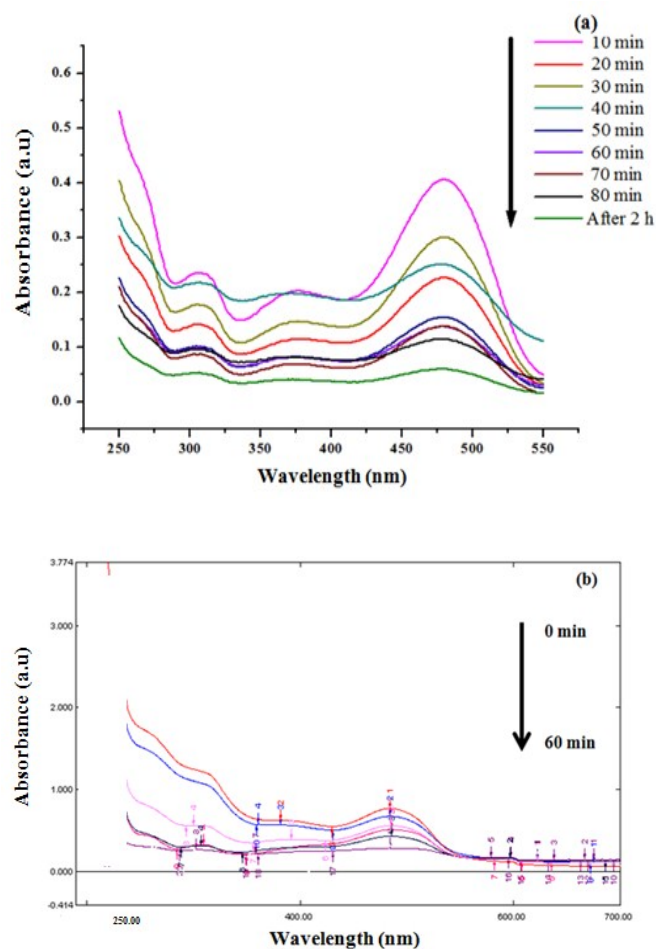 (a)
10 min
20 min
30 min
40 min
50 min
60 min
70 min
80 min
After 2 h
0.6
0.5
0.4
0.3
0.2
0.1
0.0
Absorbance (a.u)
250 300 350 400 450 500 550
Wavelength (nm)
(b)
3.774
3.000
2.000
1.000
0.000
-0.414
Absorbance (a.u)
0 min
60 min
250.00 400.00 600.00 700.00
Wavelength (nm)